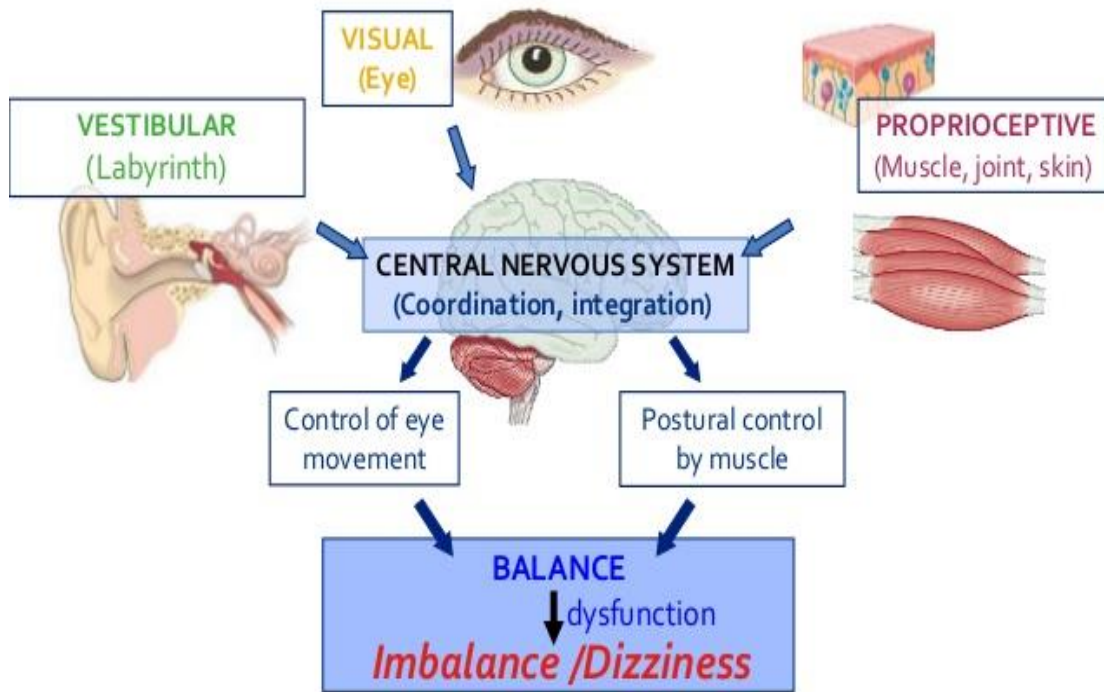 VISUAL
(Eye)
VESTIBULAR
(Labyrinth)
PROPRIOCEPTIVE
(Muscle, joint, skin)
CENTRAL NERVOUS SYSTEM
(Coordination, integration)
Control of eye
movement
Postural control
by muscle
BALANCE
dysfunction
Imbalance /Dizziness